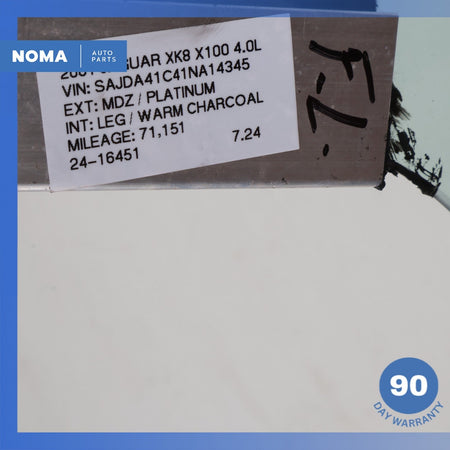 NOMA AUTO PARTS
XK8 X100 4.0L
VIN: SAJDA41C41NA14345
EXT: MDZ / PLATINUM
INT: LEG / WARM CHARCOAL
MILEAGE: 71,151 7.24
24-16451
90
DAY WARRANTY